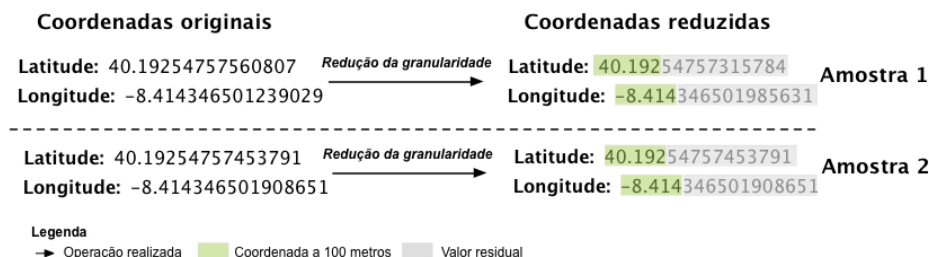 Coordenadas originais
Coordenadas reduzidas
Latitude: 40.19254757560807
Redução da granularidade
Latitude: 40.19254757315784
Amostra 1
Longitude: -8.414346501239029
Longitude: -8.414346501985631
Latitude: 40.19254757453791
Redução da granularidade
Latitude: 40.19254757453791
Amostra 2
Longitude: -8.414346501908651
Longitude: -8.414346501908651
Legenda
Operação realizada
Coordenada a 100 metros
Valor residual